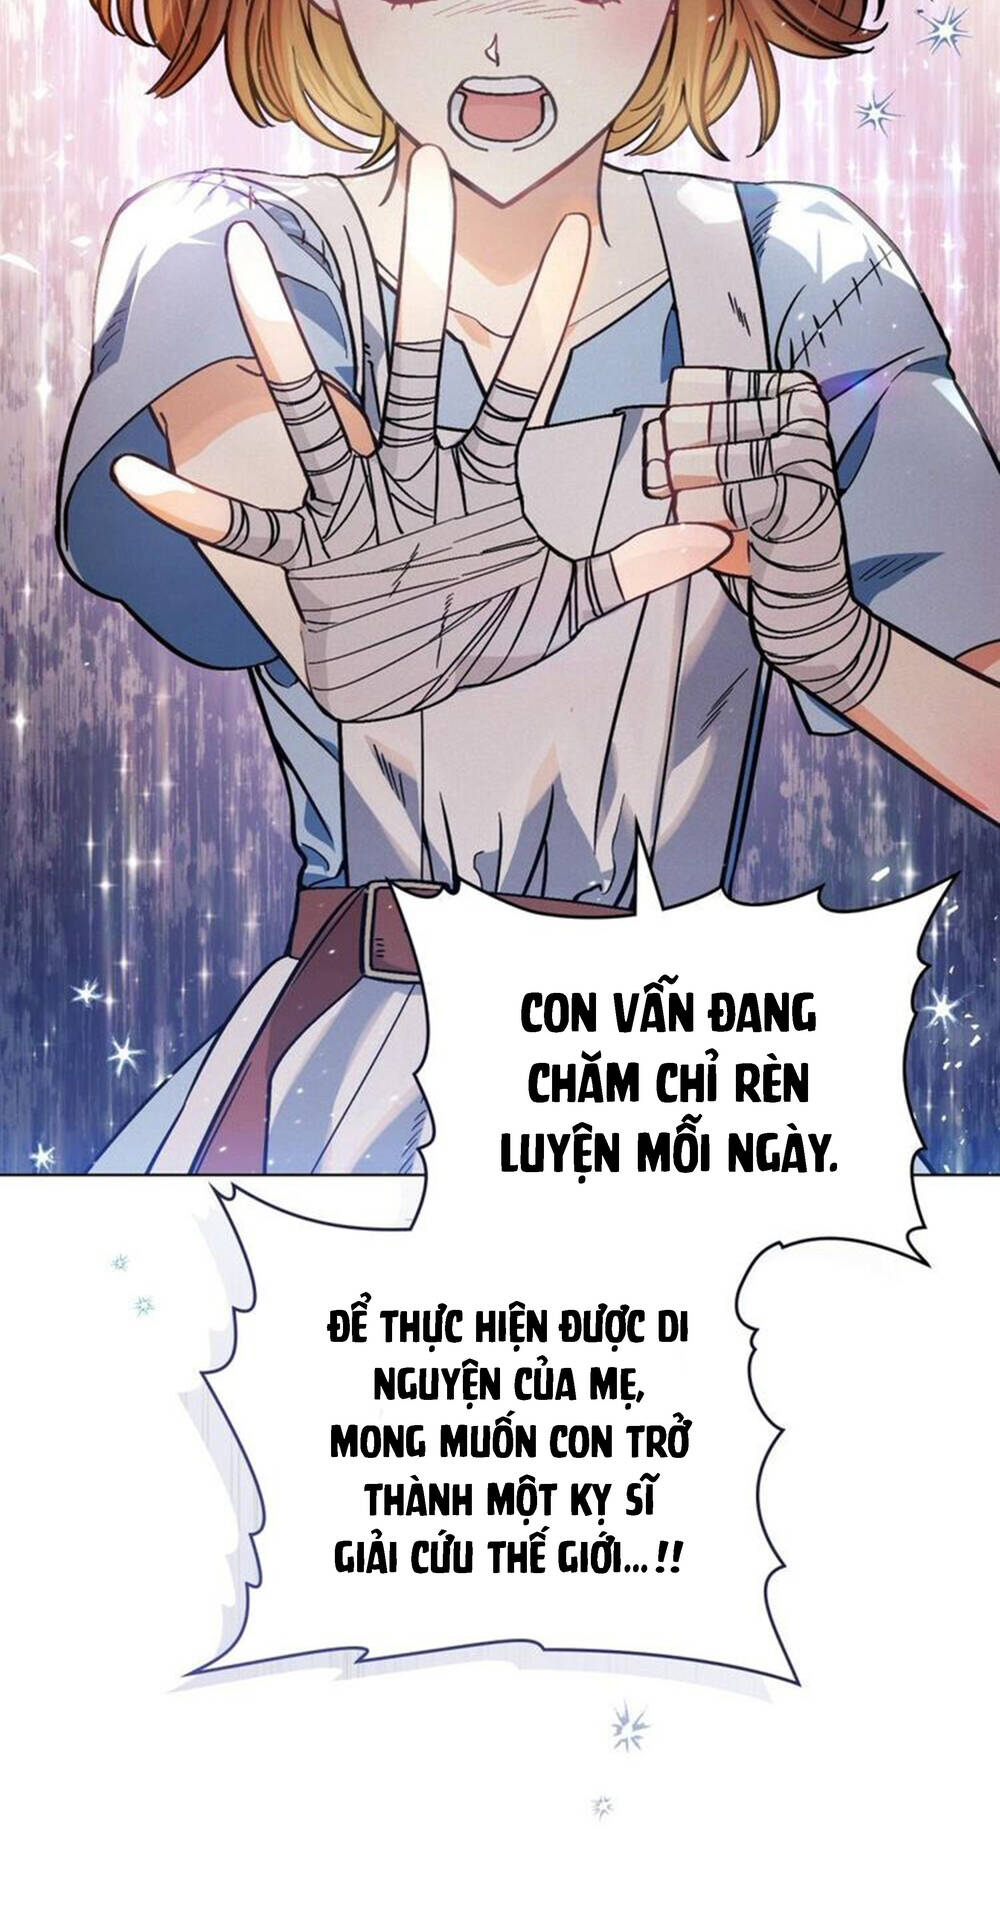 CON VẪN ĐANG
CHĂM CHỈ RÈN
LUYỆN MỖI NGÀY.
ĐỂ THỰC HIỆN ĐƯỢC DI
NGUYỆN CỦA MẸ,
MONG MUỐN CON TRỞ
THÀNH MỘT KỴ SĨ
GIẢI CỨU THẾ GIỚI...!!